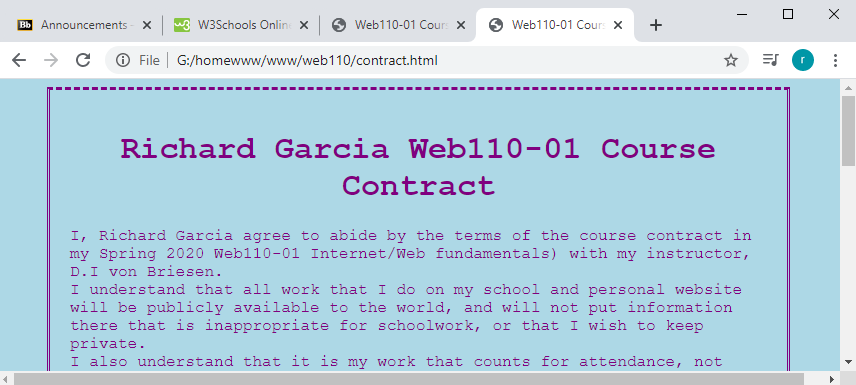 Bb Announcements -
w3 W3Schools Online
Web110-01 Cours
Web110-01 Cours
File
G:/homewww/www/web110/contract.html
r
Richard Garcia Web110-01 Course
Contract
I, Richard Garcia agree to abide by the terms of the course contract in
my Spring 2020 Web110-01 Internet/Web fundamentals) with my instructor,
D.I von Briesen.
I understand that all work that I do on my school and personal website
will be publicly available to the world, and will not put information
there that is inappropriate for schoolwork, or that I wish to keep
private.
I also understand that it is my work that counts for attendance, not